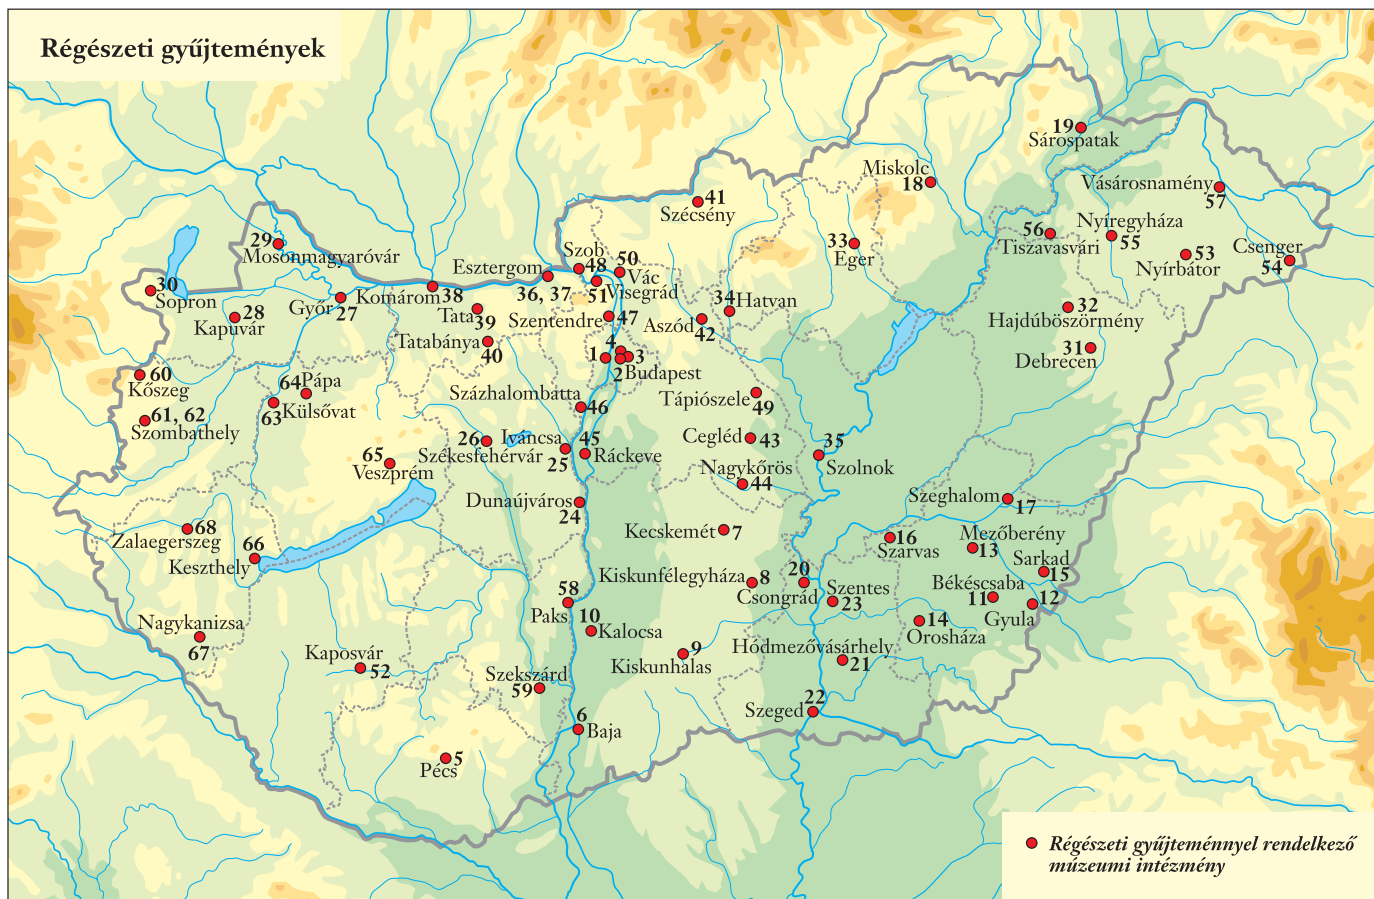 Régészeti gyűjtemények
19
Sárospatak
Miskolc
18
Vásárosnamény
57
41
Szécsény
Nyíregyháza
55
56
Tiszavasvári
33
Eger
53
Nyírbátor
Csenger
54
29
Mosonmagyaróvár
Szob
48
50
Vác
Esztergom
36, 37
51
Visegrád
30
Sopron
28
Kapuvár
Győr
27
Komárom
38
Tata
39
Tatabánya
40
Szentendre
47
34
Hatvan
Aszód
42
32
Hajdúböszörmény
31
Debrecen
4
1
3
2
Budapest
60
Kőszeg
64
Pápa
63
Külsővat
61, 62
Szombathely
Százhalombatta
46
Tápiószele
49
26
Székesfehérvár
Iváncsa
25
45
Ráckeve
Cegléd
43
35
Szolnok
65
Veszprém
Nagykőrös
44
Dunaújváros
24
Szeghalom
17
68
Zalaegerszeg
66
Keszthely
Kecskemét
7
16
Szarvas
Mezőberény
13
Sarkad
15
Kiskunfélegyháza
8
20
Csongrád
Szentes
23
Békéscsaba
11
12
Gyula
58
Paks
10
Kalocsa
14
Orosháza
Nagykanizsa
67
Kaposvár
52
9
Kiskunhalas
Hódmezővásárhely
21
Szekszárd
59
Szeged
22
6
Baja
5
Pécs
Régészeti gyűjteménnyel rendelkező
múzeumi intézmény